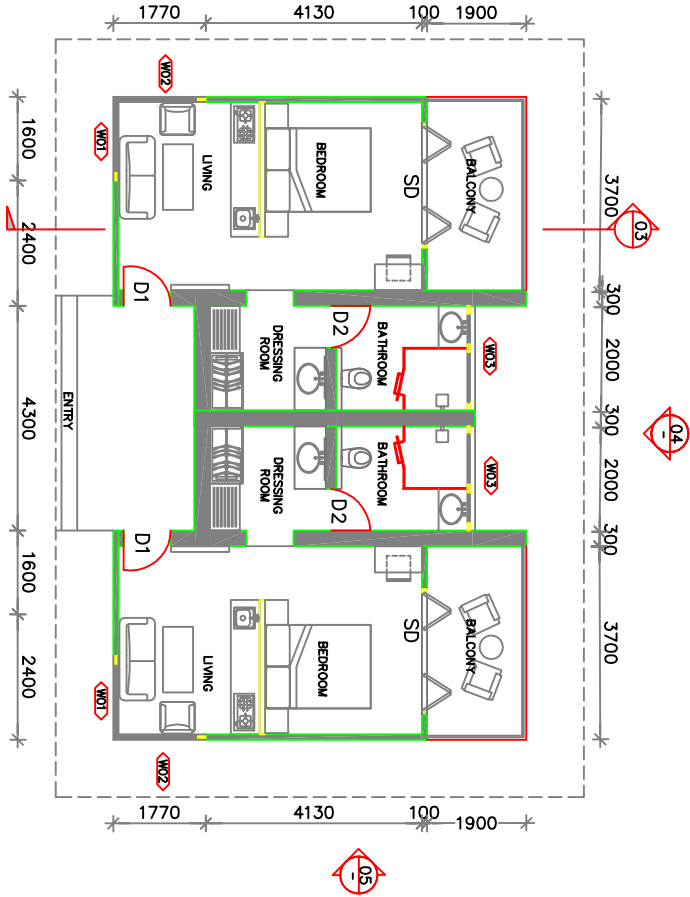 1770
4130
100
1900
W02
W01
1600
2400
LIVING
BEDROOM
SD
BALCONY
3700
03
D1
300
DRESSING
ROOM
D2
BATHROOM
W03
2000
ENTRY
4300
300
04
-
DRESSING
ROOM
D2
BATHROOM
W03
2000
D1
300
1600
2400
LIVING
BEDROOM
SD
BALCONY
3700
W01
W02
1770
4130
100
1900
05
-